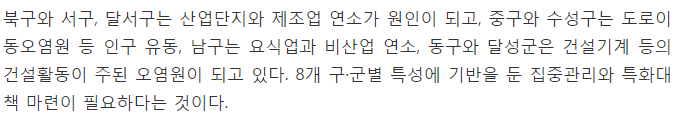 북구와 서구, 달서구는 산업단지와 제조업 연소가 원인이 되고, 중구와 수성구는 도로이
동오염원 등 인구 유동, 남구는 요식업과 비산업 연소, 동구와 달성군은 건설기계 등의
건설활동이 주된 오염원이 되고 있다. 8개 구·군별 특성에 기반을 둔 집중관리와 특화대
책 마련이 필요하다는 것이다.